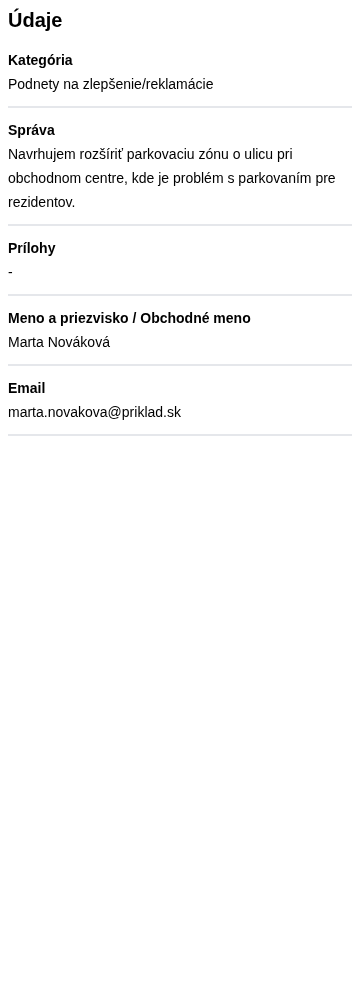 Údaje
Kategória
Podnety na zlepšenie/reklamácie
Správa
Navrhujem rozšíriť parkovaciu zónu o ulicu pri
obchodnom centre, kde je problém s parkovaním pre
rezidentov.
Prílohy
-
Meno a priezvisko / Obchodné meno
Marta Nováková
Email
marta.novakova@priklad.sk